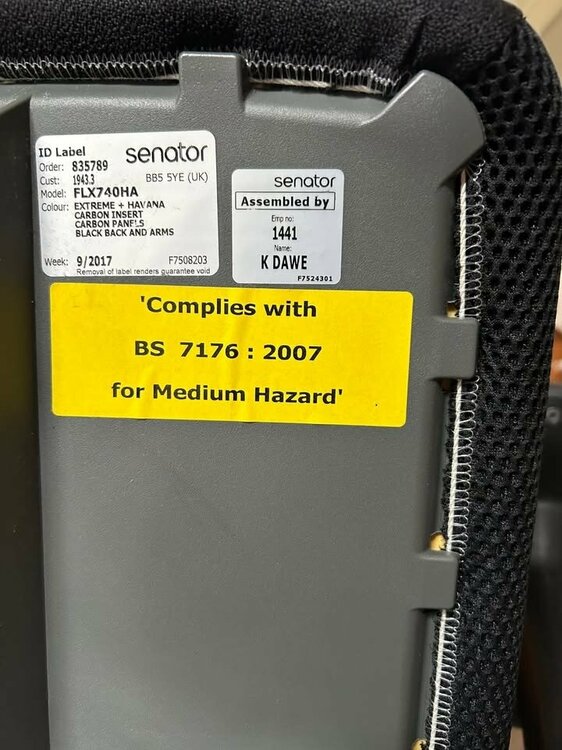 ID Label
senator
Order: 835789
Cust: 1943.3
BB5 5YE (UK)
Model: FLX740HA
Colour: EXTREME + HAVANA
CARBON INSERT
CARBON PANELS
BLACK BACK AND ARMS
Week: 9/2017
F7508203
Removal of label renders guarantee void
senator
Assembled by
Emp no:
1441
Name:
K DAWE
F7524301
'Complies with
BS 7176 : 2007
for Medium Hazard'